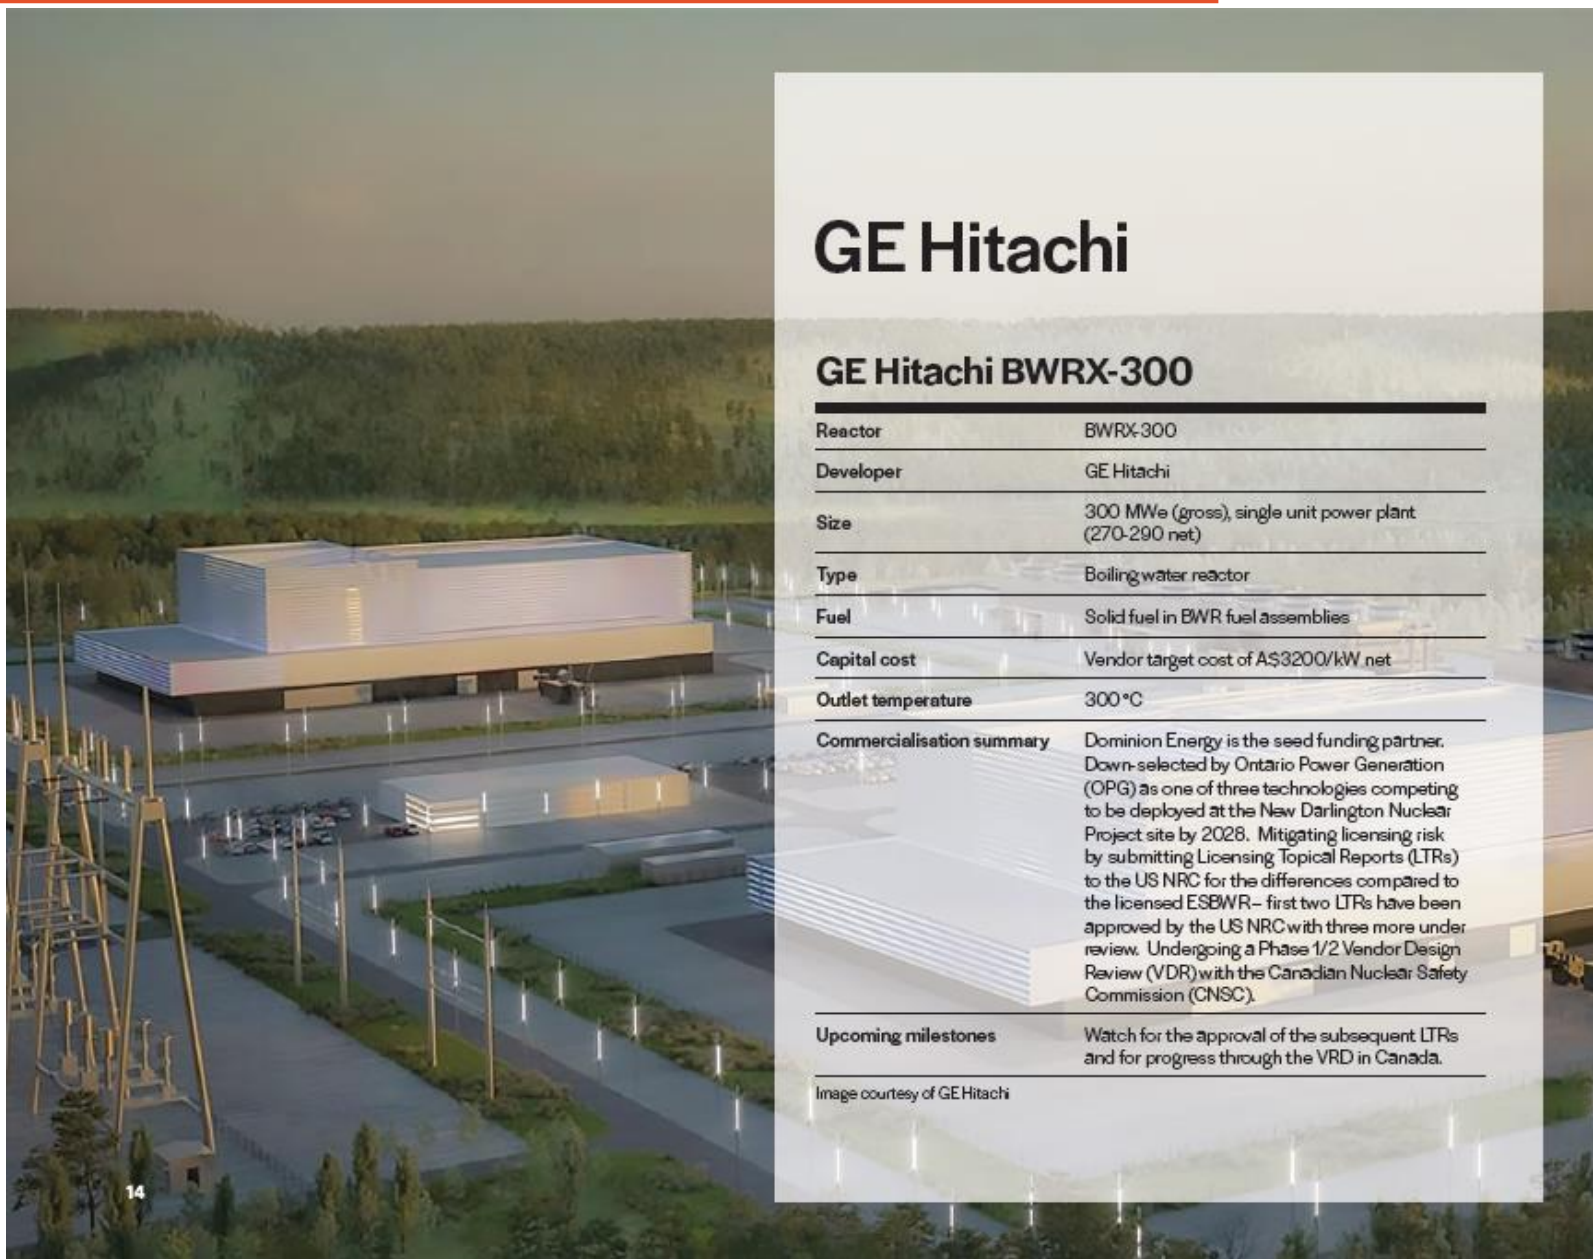 GE Hitachi
GE Hitachi BWRX-300
Reactor BWRX-300
Developer GE Hitachi
Size 300 MWe (gross), single unit power plant
(270-290 net)
Type Boiling water reactor
Fuel Solid fuel in BWR fuel assemblies
Capital cost Vendor target cost of A$3200/kW net
Outlet temperature 300°C
Commercialisation summary Dominion Energy is the seed funding partner.
Down-selected by Ontario Power Generation
(OPG) as one of three technologies competing
to be deployed at the New Darlington Nuclear
Project site by 2028. Mitigating licensing risk
by submitting Licensing Topical Reports (LTRs)
to the US NRC for the differences compared to
the licensed ESBWR– first two LTRs have been
approved by the US NRC with three more under
review. Undergoing a Phase 1/2 Vendor Design
Review (VDR) with the Canadian Nuclear Safety
Commission (CNSC).
Upcoming milestones Watch for the approval of the subsequent LTRs
and for progress through the VRD in Canada.
Image courtesy of GE Hitachi
14